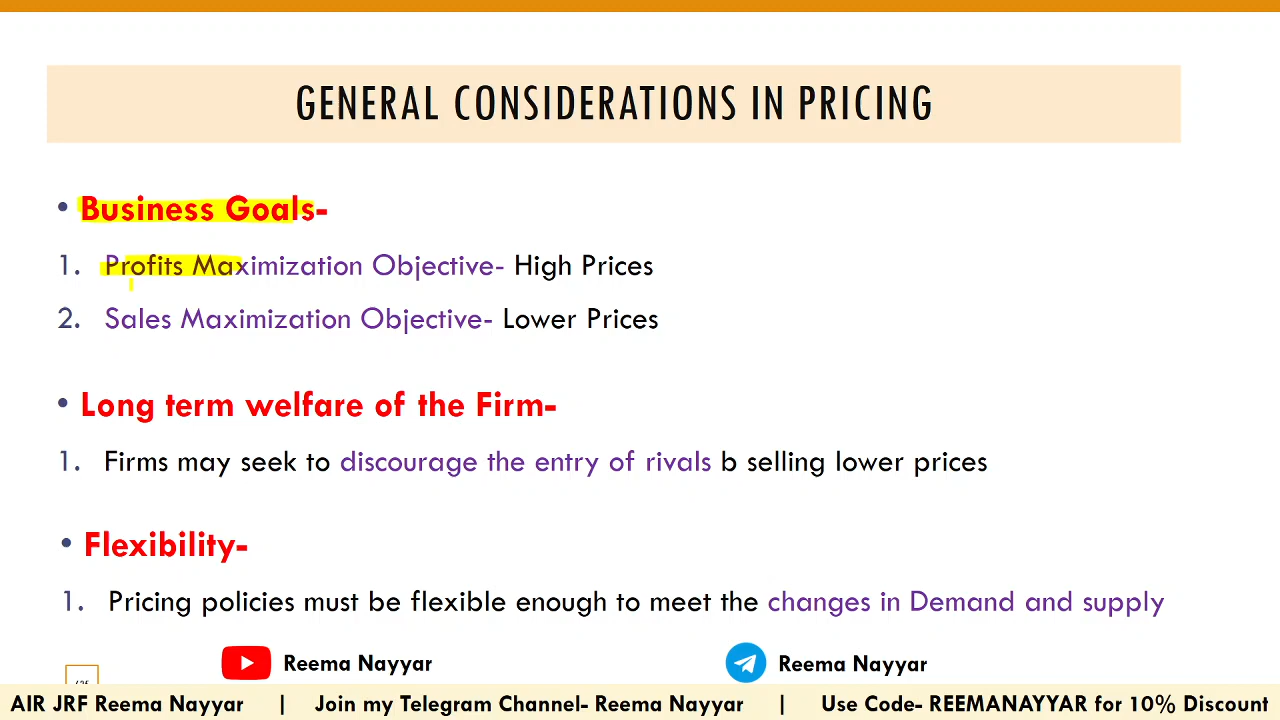 GENERAL CONSIDERATIONS IN PRICING
• Business Goals-
1. Profits Maximization Objective- High Prices
2. Sales Maximization Objective- Lower Prices
• Long term welfare of the Firm-
1. Firms may seek to discourage the entry of rivals b selling lower prices
• Flexibility-
1. Pricing policies must be flexible enough to meet the changes in Demand and supply
Reema Nayyar
Reema Nayyar
AIR JRF Reema Nayyar | Join my Telegram Channel- Reema Nayyar | Use Code- REEMANAYYAR for 10% Discount